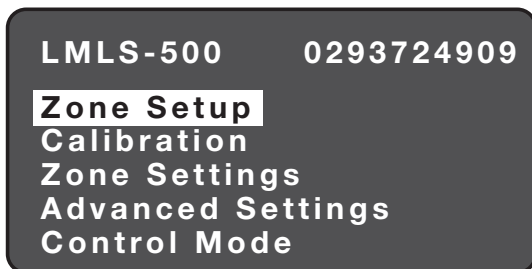 LMLS-500 0293724909
Zone Setup
Calibration
Zone Settings
Advanced Settings
Control Mode